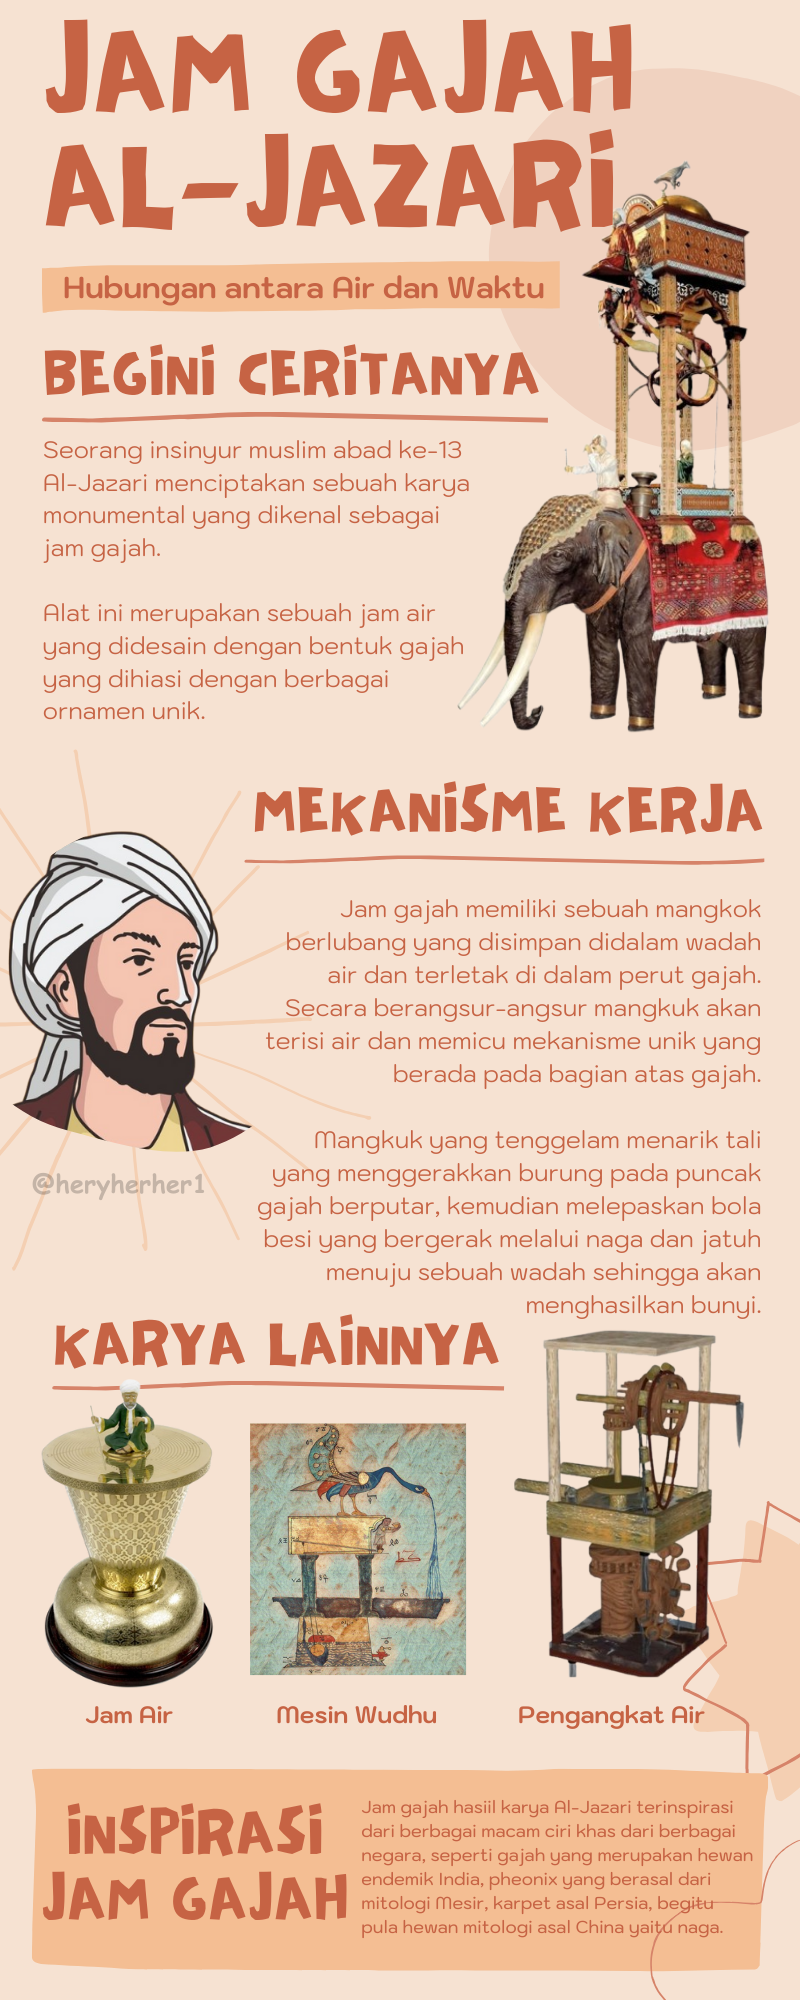 JAM GAJAH
AL-JAZARi
Hubungan antara Air dan Waktu
BEGiNi CERiTANYA
Seorang insinyur muslim abad ke-13
Al-Jazari menciptakan sebuah karya
monumental yang dikenal sebagai
jam gajah.
Alat ini merupakan sebuah jam air
yang didesain dengan bentuk gajah
yang dihiasi dengan berbagai
ornamen unik.
MEKANiSME KERJA
Jam gajah memiliki sebuah mangkok
berlubang yang disimpan didalam wadah
air dan terletak di dalam perut gajah.
Secara berangsur-angsur mangkuk akan
terisi air dan memicu mekanisme unik yang
berada pada bagian atas gajah.
Mangkuk yang tenggelam menarik tali
yang menggerakkan burung pada puncak
gajah berputar, kemudian melepaskan bola
besi yang bergerak melalui naga dan jatuh
menuju sebuah wadah sehingga akan
menghasilkan bunyi.
@heryherher1
KARYA LAiNNYA
Jam Air
Mesin Wudhu
Pengangkat Air
iNSPiRASi
JAM GAJAH
Jam gajah hasiil karya Al-Jazari terinspirasi
dari berbagai macam ciri khas dari berbagai
negara, seperti gajah yang merupakan hewan
endemik India, pheonix yang berasal dari
mitologi Mesir, karpet asal Persia, begitu
pula hewan mitologi asal China yaitu naga.